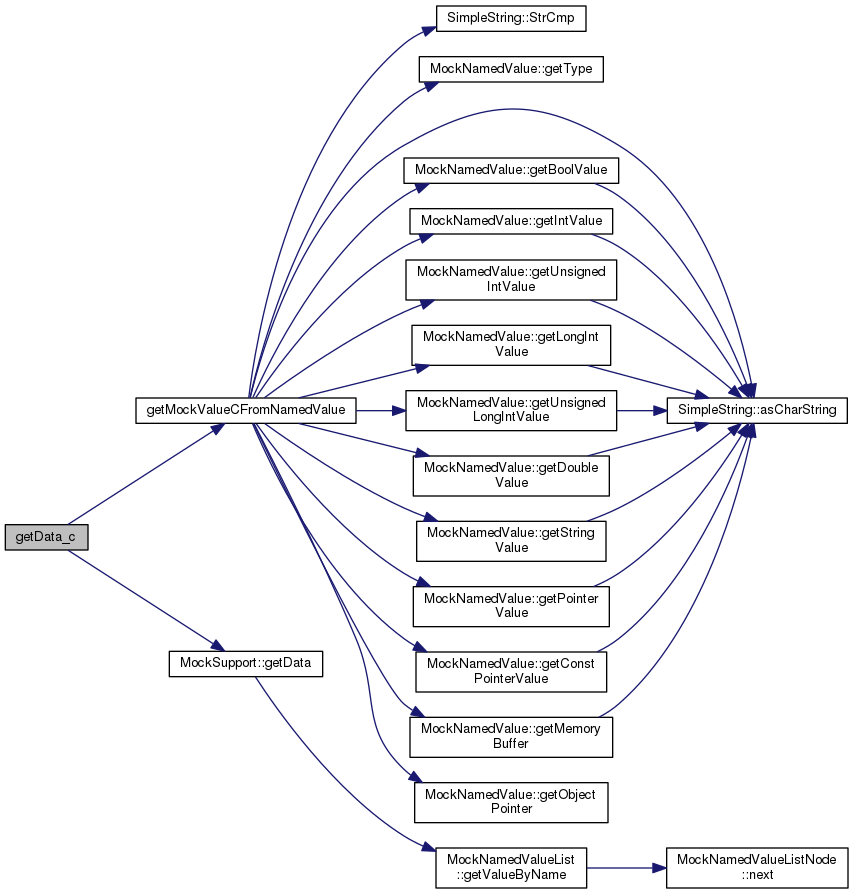 SimpleString::StrCmp
MockNamedValue::getType
MockNamedValue::getBoolValue
MockNamedValue::getIntValue
MockNamedValue::getUnsigned
IntValue
MockNamedValue::getLongInt
Value
getMockValueCFromNamedValue
MockNamedValue::getUnsigned
LongIntValue
SimpleString::asCharString
MockNamedValue::getDouble
Value
getData_c
MockNamedValue::getString
Value
MockNamedValue::getPointer
Value
MockSupport::getData
MockNamedValue::getConst
PointerValue
MockNamedValue::getMemory
Buffer
MockNamedValue::getObject
Pointer
MockNamedValueList
::getValueByName
MockNamedValueListNode
::next